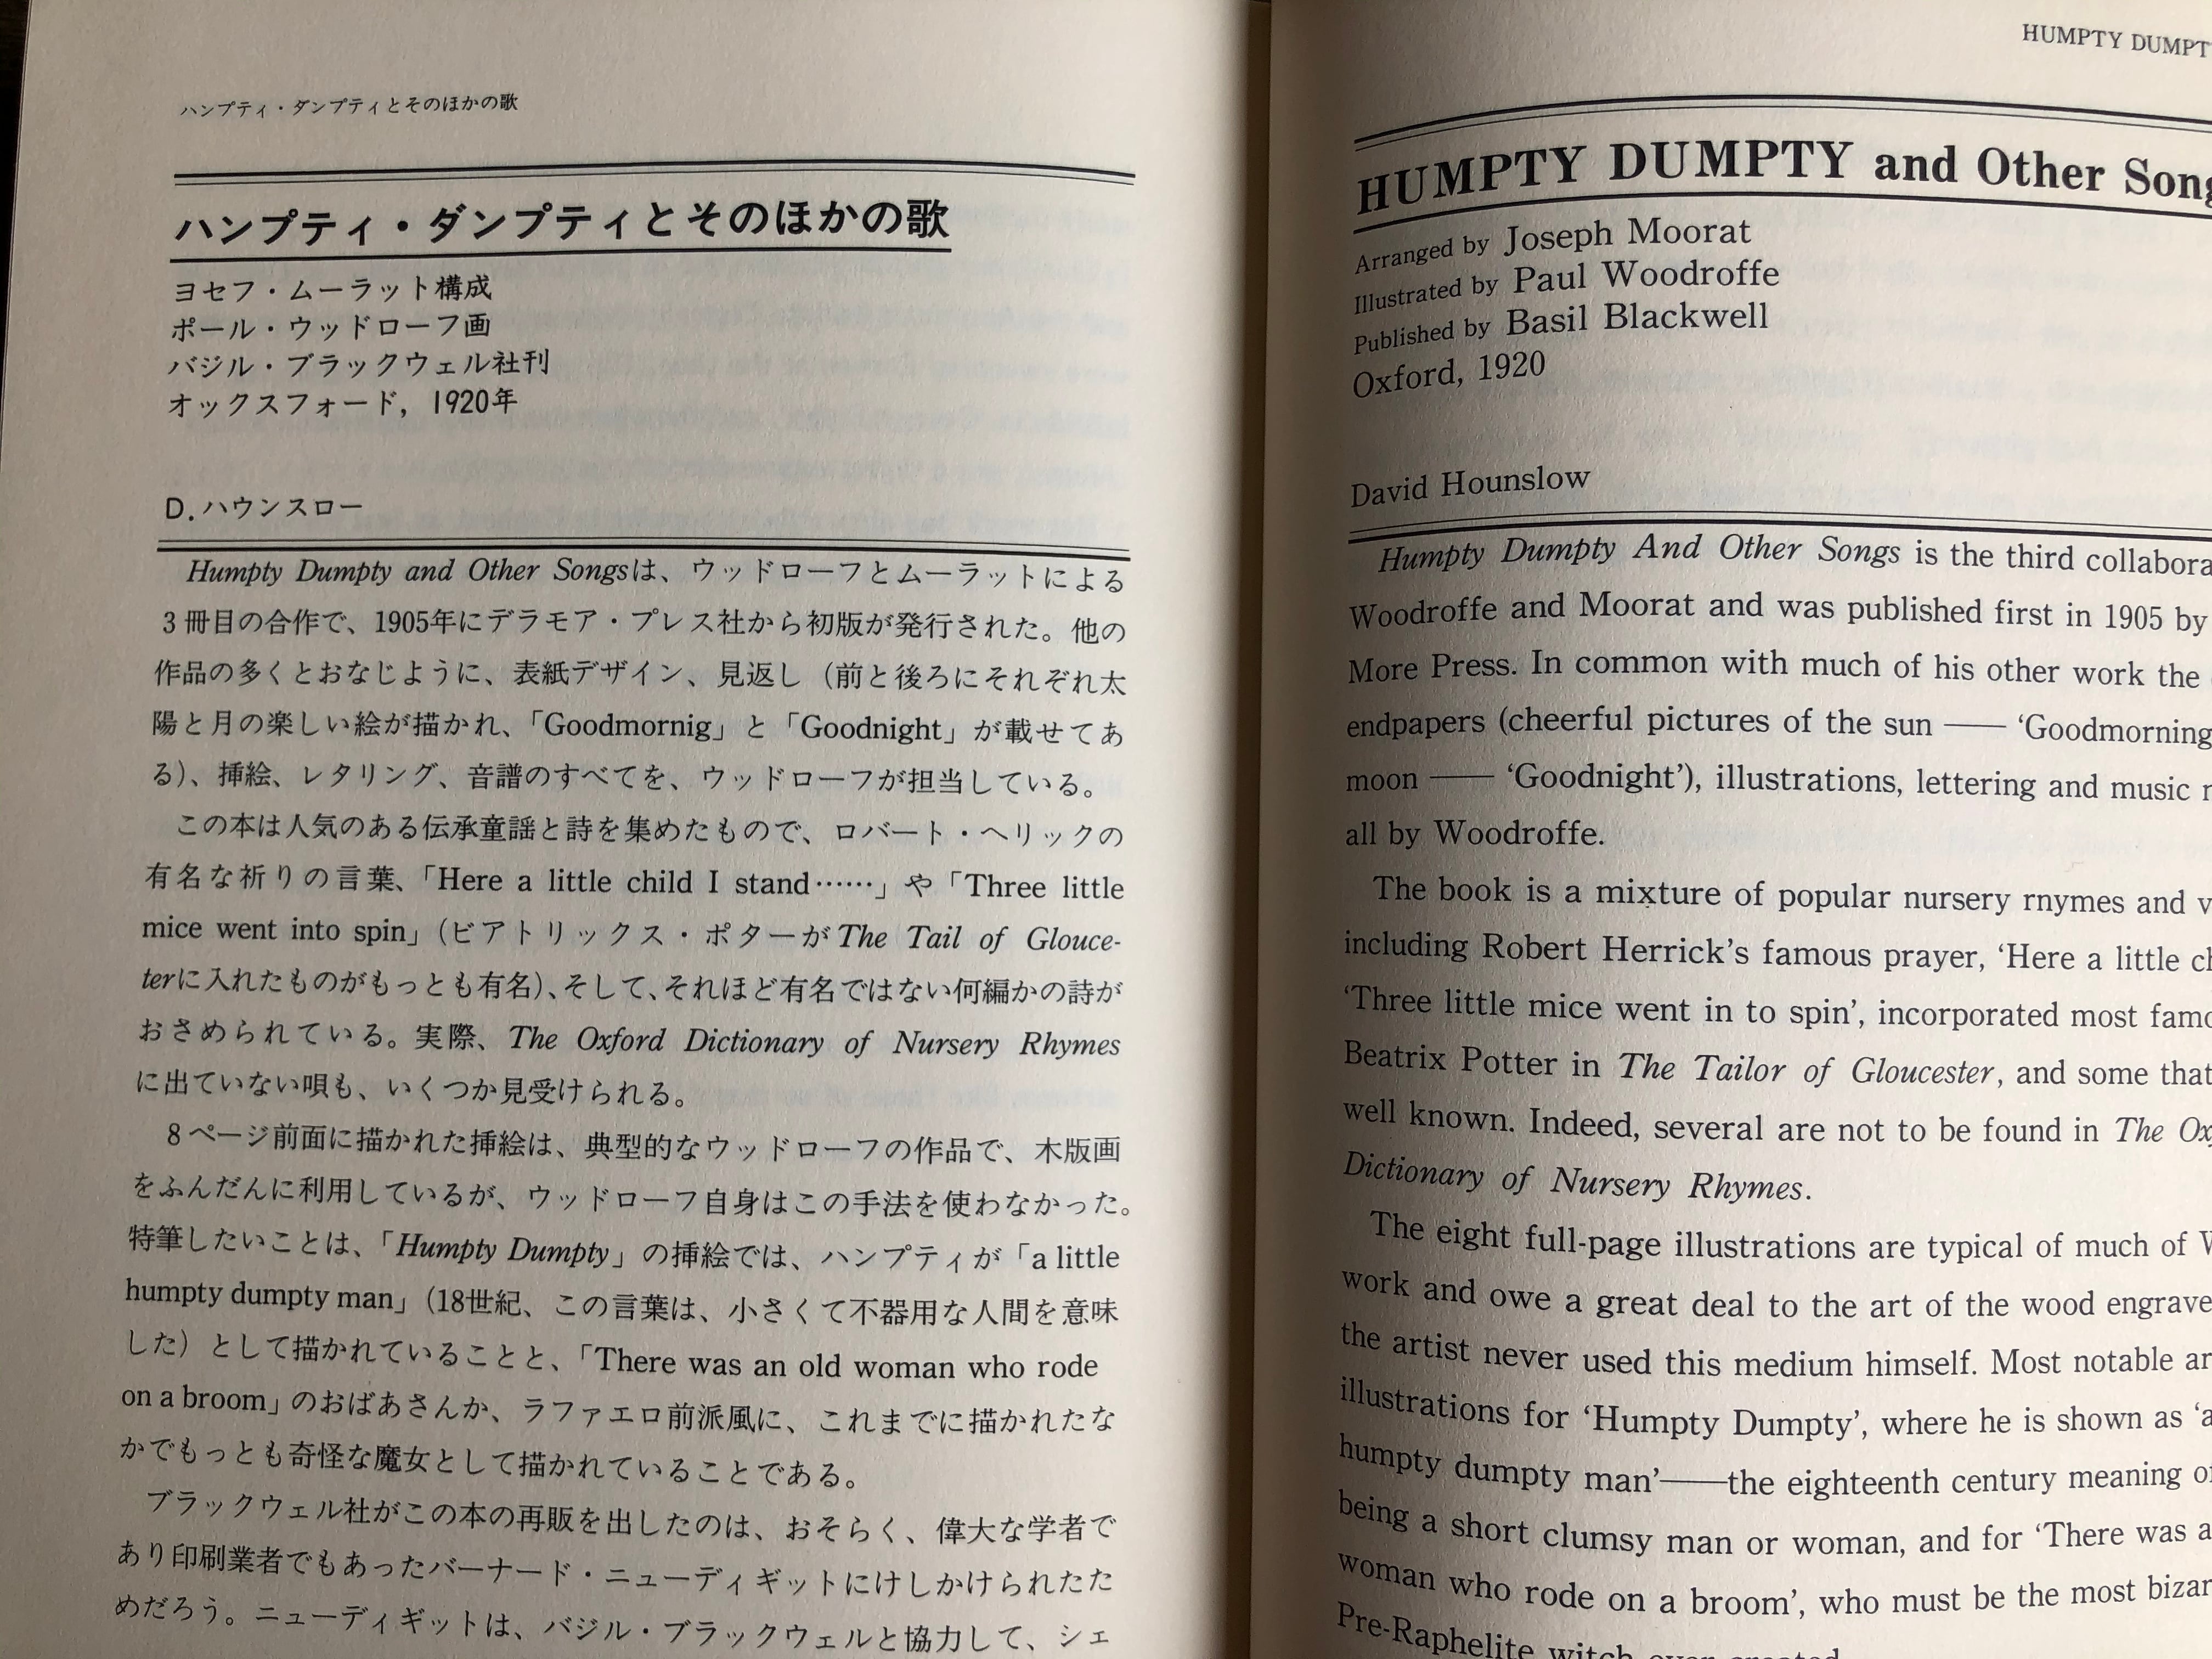 ハンプティ・ダンプティとそのほかの歌
ハンプティ・ダンプティとそのほかの歌
ヨセフ・ムーラット構成
ポール・ウッドローフ画
バジル・ブラックウェル社刊
オックスフォード, 1920年
D. ハウンスロー
Humpty Dumpty and Other Songsは、ウッドローフとムーラットによる
3冊目の合作で、1905年にデラモア・プレス社から初版が発行された。他の
作品の多くとおなじように、表紙デザイン、見返し（前と後ろにそれぞれ太
陽と月の楽しい絵が描かれ、「Goodmornig」と「Goodnight」が載せてあ
る)、挿絵、レタリング、音譜のすべてを、ウッドローフが担当している。
この本は人気のある伝承童謡と詩を集めたもので、ロバート・ヘリックの
有名な祈りの言葉、「Here a little child I stand……」や「Three little
mice went into spin」(ビアトリックス・ポターがThe Tail of Glouce-
terに入れたものがもっとも有名)、そして、それほど有名ではない何編かの詩が
おさめられている。実際、The Oxford Dictionary of Nursery Rhymes
に出ていない唄も、いくつか見受けられる。
8ページ前面に描かれた挿絵は、典型的なウッドローフの作品で、木版画
をふんだんに利用しているが、ウッドローフ自身はこの手法を使わなかった。
特筆したいことは、「Humpty Dumpty」の挿絵では、ハンプティが「a little
humpty dumpty man」(18世紀、この言葉は、小さくて不器用な人間を意味
した）として描かれていることと、「There was an old woman who rode
on a broom」のおばあさんか、ラファエロ前派風に、これまでに描かれたな
かでもっとも奇怪な魔女として描かれていることである。
ブラックウェル社がこの本の再販を出したのは、おそらく、偉大な学者で
あり印刷業者でもあったバーナード・ニューディギットにけしかけられたた
めだろう。ニューディギットは、バジル・ブラックウェルと協力して、シェ
HUMPTY DUMPT
HUMPTY DUMPTY and Other Song
Arranged by Joseph Moorat
Illustrated by Paul Woodroffe
Published by Basil Blackwell
Oxford, 1920
David Hounslow
Humpty Dumpty And Other Songs is the third collabora
Woodroffe and Moorat and was published first in 1905 by
More Press. In common with much of his other work the
endpapers (cheerful pictures of the sun —— ‘Goodmorning
moon —— ‘Goodnight’), illustrations, lettering and music
all by Woodroffe.
The book is a mixture of popular nursery rnymes and v
including Robert Herrick’s famous prayer, ‘Here a little ch
‘Three little mice went in to spin’, incorporated most famo
Beatrix Potter in The Tailor of Gloucester, and some that
well known. Indeed, several are not to be found in The Ox
Dictionary of Nursery Rhymes.
The eight full-page illustrations are typical of much of W
work and owe a great deal to the art of the wood engrave
the artist never used this medium himself. Most notable ar
illustrations for ‘Humpty Dumpty’, where he is shown as ‘a
humpty dumpty man’——the eighteenth century meaning o
being a short clumsy man or woman, and for ‘There was a
woman who rode on a broom’, who must be the most bizar
Pre-Raphelite witch ever created